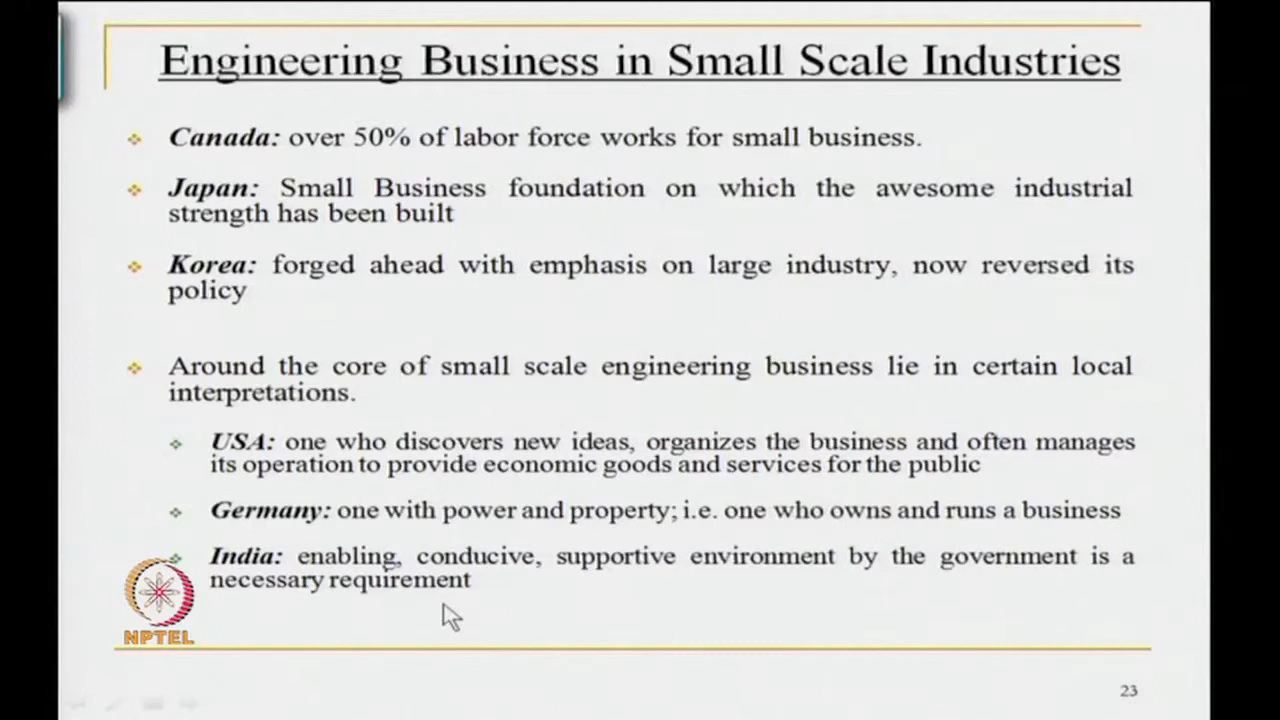 Engineering Business in Small Scale Industries
Canada: over 50% of labor force works for small business.
Japan: Small Business foundation on which the awesome industrial
strength has been built
Korea: forged ahead with emphasis on large industry, now reversed its
policy
Around the core of small scale engineering business lie in certain local
interpretations.
USA: one who discovers new ideas, organizes the business and often manages
its operation to provide economic goods and services for the public
Germany: one with power and property; i.e. one who owns and runs a business
India: enabling, conducive, supportive environment by the government is a
necessary requirement
NPTEL
23